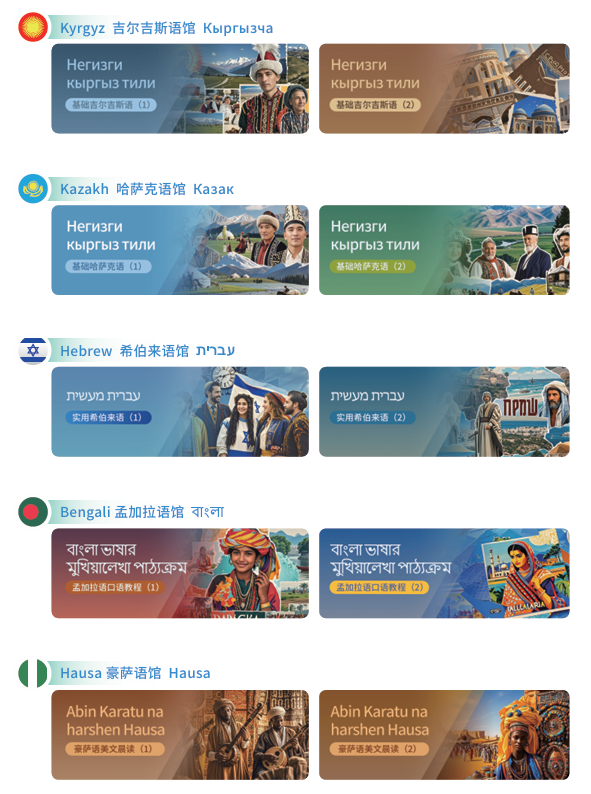 Kyrgyz 吉尔吉斯语馆 Кыргызча
Негизги
кыргыз тили
基础吉尔吉斯语（1）
Негизги
кыргыз тили
基础吉尔吉斯语（2）
Kazakh 哈萨克语馆 Казак
Негизги
кыргыз тили
基础哈萨克语（1）
Негизги
кыргыз тили
基础哈萨克语（2）
Hebrew 希伯来语馆 עברית
עברית מעשית
实用希伯来语（1）
עברית מעשית
实用希伯来语（2）
Bengali 孟加拉语馆 বাংলা
বাংলা ভাষার
মুখিয়ালেখা পাঠ্যক্রম
孟加拉语口语教程（1）
বাংলা ভাষার
মুখিয়ালেখা পাঠ্যক্রম
孟加拉语口语教程（2）
Hausa 豪萨语馆 Hausa
Abin Karatu na
harshen Hausa
豪萨语美文晨读（1）
Abin Karatu na
harshen Hausa
豪萨语美文晨读（2）